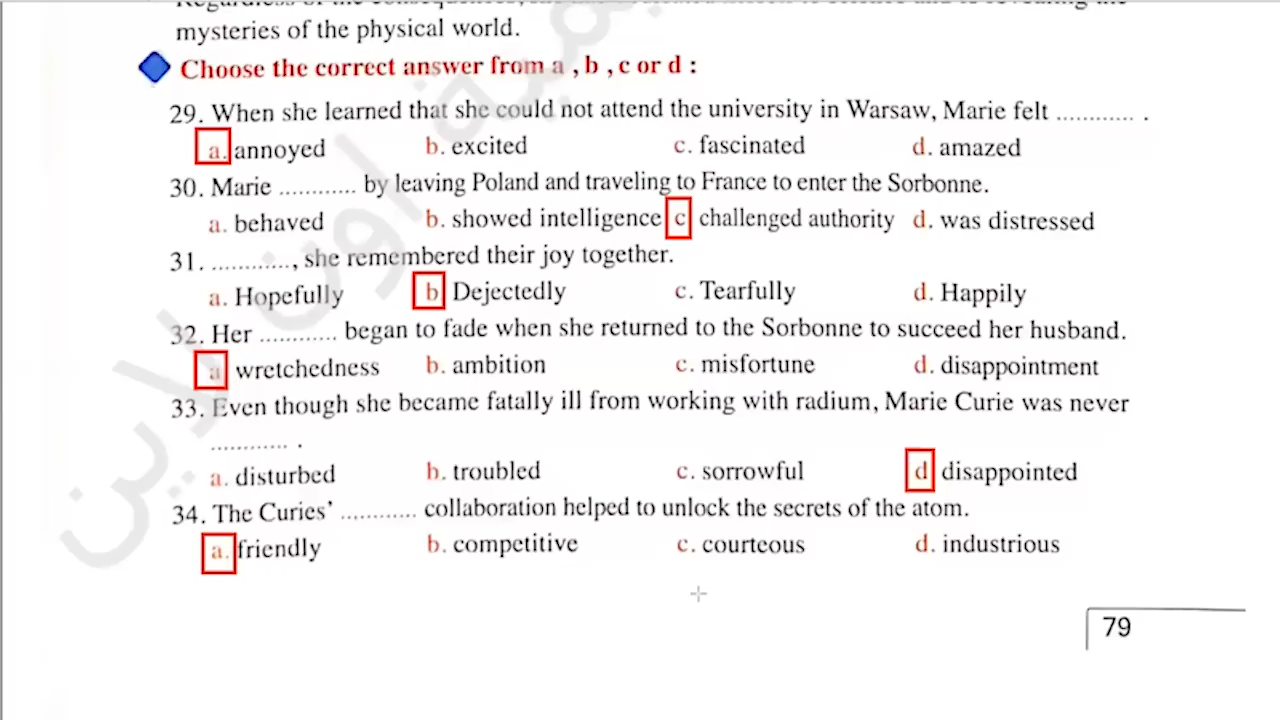 mysteries of the physical world.
Choose the correct answer from a , b , c or d :
29. When she learned that she could not attend the university in Warsaw, Marie felt ............ .
a. annoyed b. excited c. fascinated d. amazed
30. Marie ............ by leaving Poland and traveling to France to enter the Sorbonne.
a. behaved b. showed intelligence c challenged authority d. was distressed
31. ............, she remembered their joy together.
a. Hopefully b Dejectedly c. Tearfully d. Happily
32. Her ............ began to fade when she returned to the Sorbonne to succeed her husband.
a wretchedness b. ambition c. misfortune d. disappointment
33. Even though she became fatally ill from working with radium, Marie Curie was never
............ .
a. disturbed b. troubled c. sorrowful d disappointed
34. The Curies' ............ collaboration helped to unlock the secrets of the atom.
a. friendly b. competitive c. courteous d. industrious
79
اون لاين